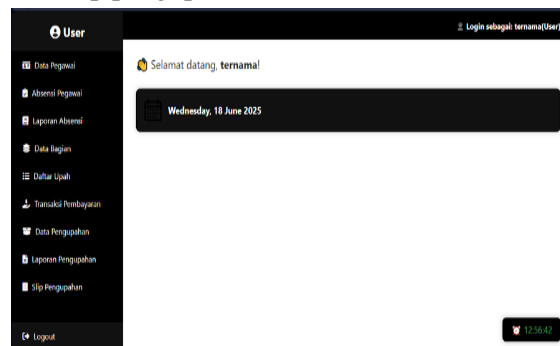 User
Login sebagai: ternama(User)
Data Pegawai
Absensi Pegawai
Laporan Absensi
Data Bagian
Daftar Upah
Transaksi Pembayaran
Data Pengupahan
Laporan Pengupahan
Slip Pengupahan
Logout
Selamat datang, ternama!
Wednesday, 18 June 2025
12:56:42